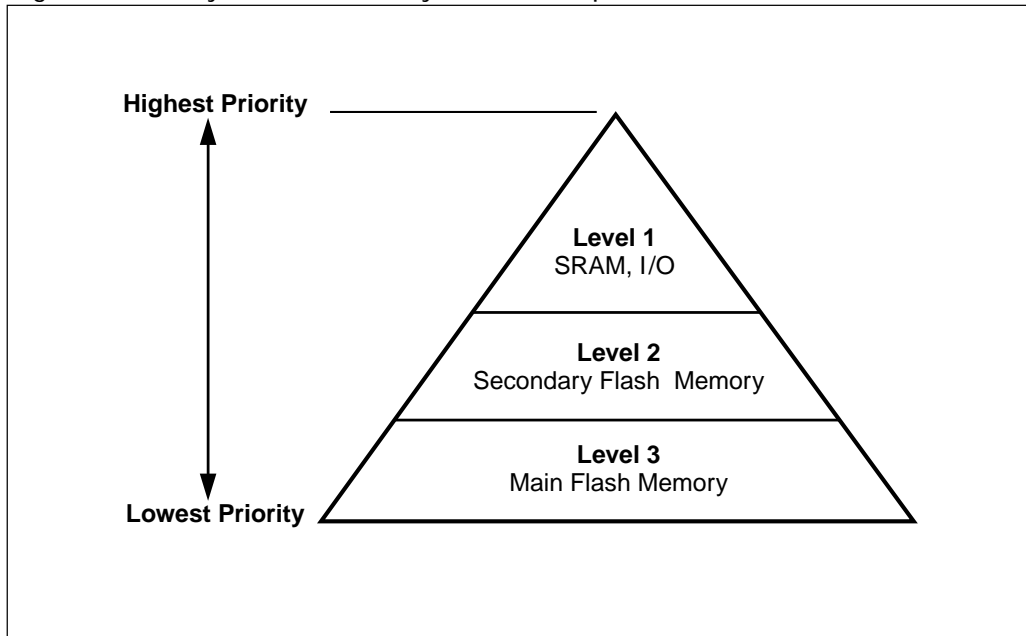 Highest Priority
Level 1
SRAM, I/O
Level 2
Secondary Flash Memory
Level 3
Main Flash Memory
Lowest Priority